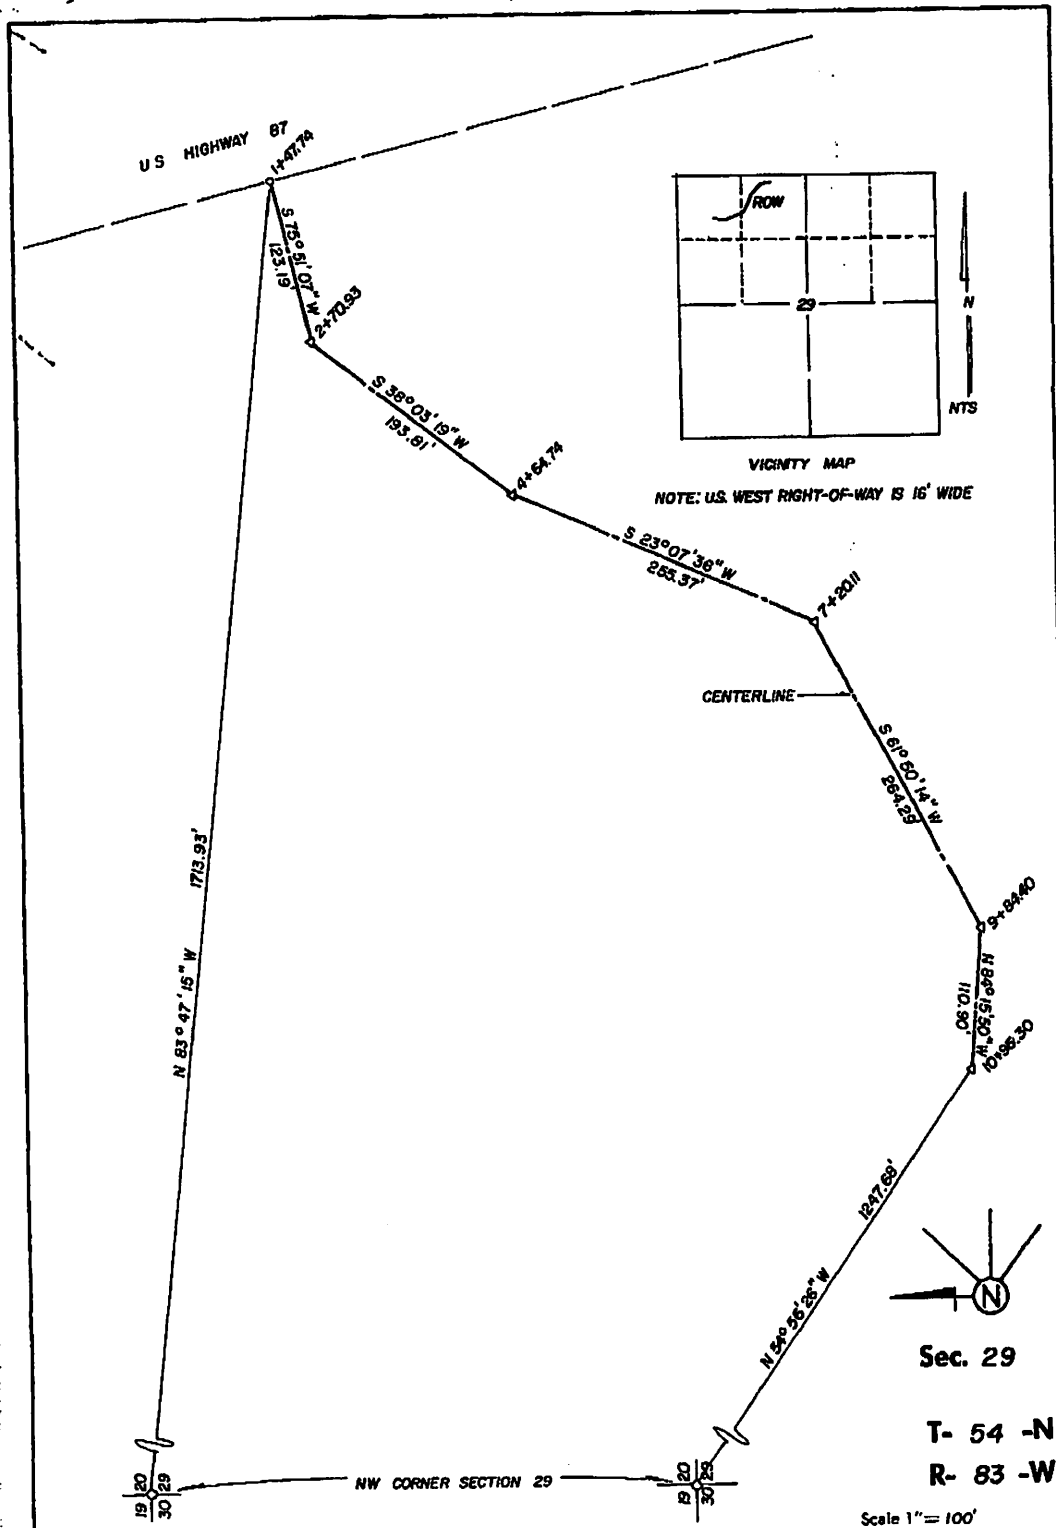 US HIGHWAY 87
1+47.74
S 75° 51' 07" W
123.19'
2+70.93
S 38° 03' 19" W
193.81'
4+64.74
ROW
29
N
NTS
VICINITY MAP
NOTE: U.S. WEST RIGHT-OF-WAY IS 16' WIDE
S 23° 07' 36" W
255.37'
7+20.11
CENTERLINE
S 61° 50' 14" W
264.29'
9+84.40
N 84° 15' 50" W
110.90'
10+95.30
N 83° 47' 15" W 1713.93'
N 54° 56' 26" W 1247.68'
N
Sec. 29
T- 54 -N
R- 83 -W
Scale 1"= 100'
NW CORNER SECTION 29
20
29
19
30
20
29
19
30